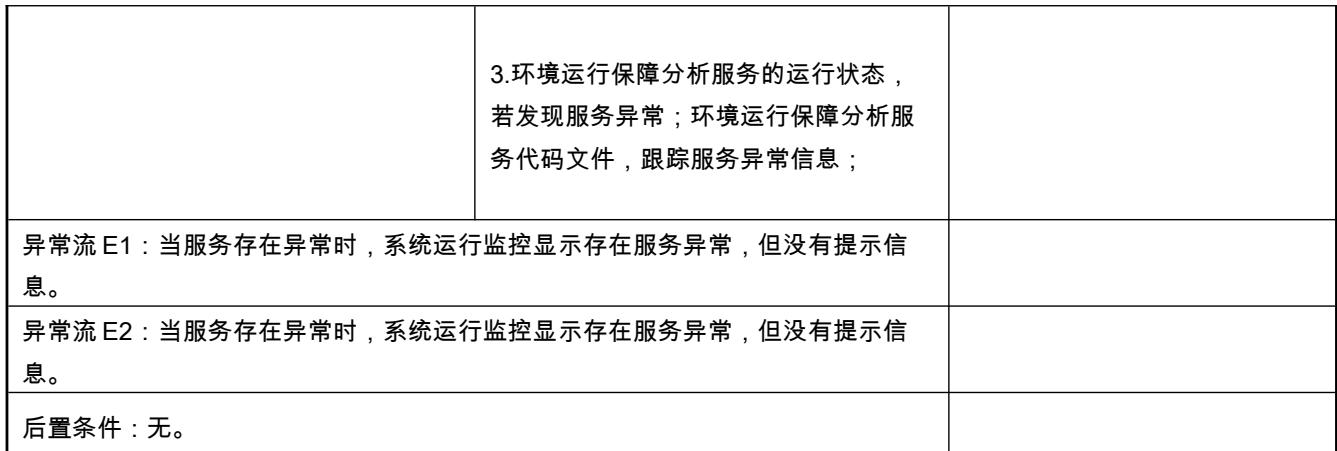 3.环境运行保障分析服务的运行状态，
若发现服务异常；环境运行保障分析服
务代码文件，跟踪服务异常信息；
异常流 E1：当服务存在异常时，系统运行监控显示存在服务异常，但没有提示信
息。
异常流 E2：当服务存在异常时，系统运行监控显示存在服务异常，但没有提示信
息。
后置条件：无。